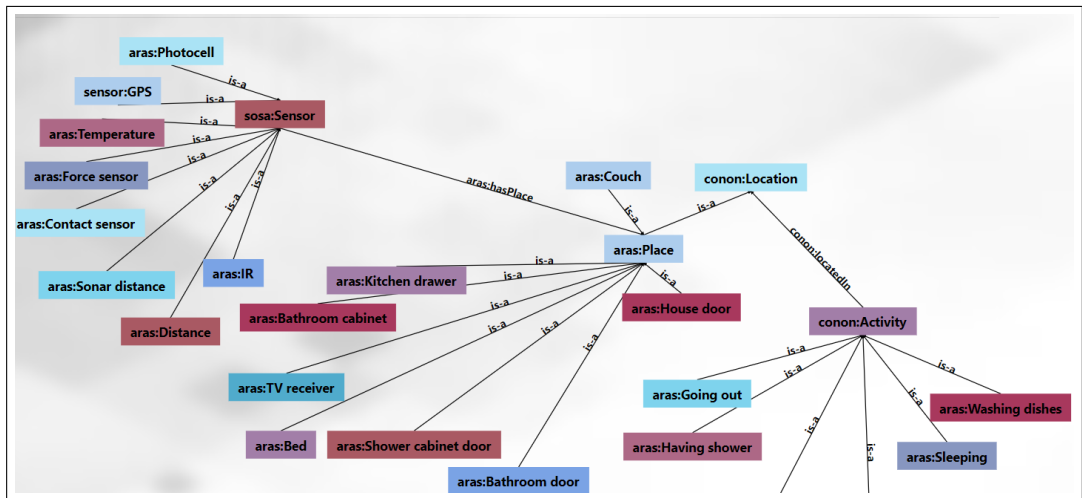 aras:Photocell
is-a
sensor:GPS
is-a
sosa:Sensor
aras:Temperature
is-a
is-a
aras:Force sensor
is-a
is-a
is-a
is-a
aras:Contact sensor
aras:Sonar distance
aras:IR
aras:Distance
aras:hasPlace
aras:Couch
is-a
conon:Location
is-a
aras:Place
conon:locatedIn
is-a
aras:Kitchen drawer
is-a
is-a
aras:Bathroom cabinet
is-a
aras:House door
is-a
is-a
is-a
aras:TV receiver
aras:Bed
aras:Shower cabinet door
aras:Bathroom door
conon:Activity
is-a
is-a
is-a
aras:Going out
aras:Washing dishes
is-a
is-a
is-a
aras:Having shower
aras:Sleeping